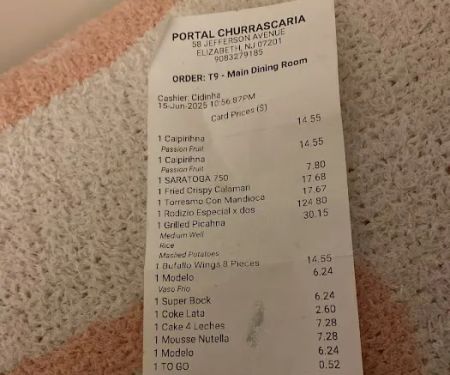 PORTAL CHURRASCARIA
58 JEFFERSON AVENUE
ELIZABETH, NJ 07201
9083279185
ORDER: T9 - Main Dining Room
Cashier: Cidinha
15-Jun-2025 10:56:87PM
Card Prices ($)
1 Caipirihna 14.55
Passion Fruit
1 Caipirihna 14.55
Passion Fruit
1 SARATOGA 750 7.80
1 Fried Crispy Calamari 17.68
1 Torresmo Con Mandioca 17.67
1 Rodizio Especial x dos 124.80
1 Grilled Picahna 30.15
Medium Well
Rice
Mashed Potatoes
1 Bufallo Wings 8 Pieces 14.55
1 Modelo 6.24
Vaso Frio
1 Super Bock 6.24
1 Coke Lata 2.60
1 Cake 4 Leches 7.28
1 Mousse Nutella 7.28
1 Modelo 6.24
1 TO GO 0.52